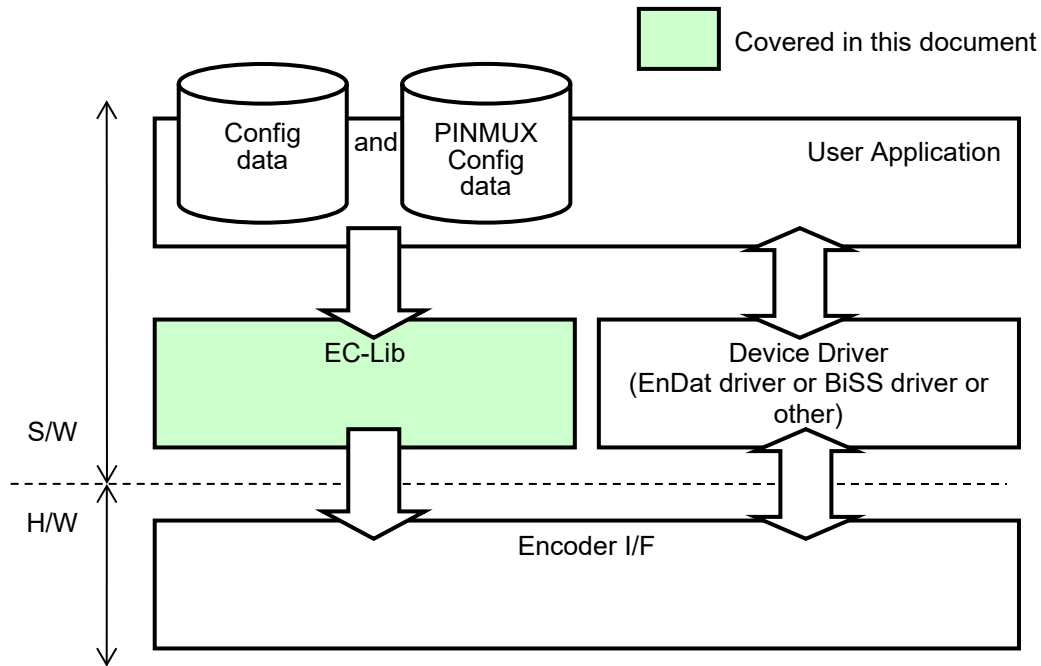 Covered in this document
Config
data
and
PINMUX
Config
data
User Application
EC-Lib
Device Driver
(EnDat driver or BiSS driver or
other)
S/W
H/W
Encoder I/F